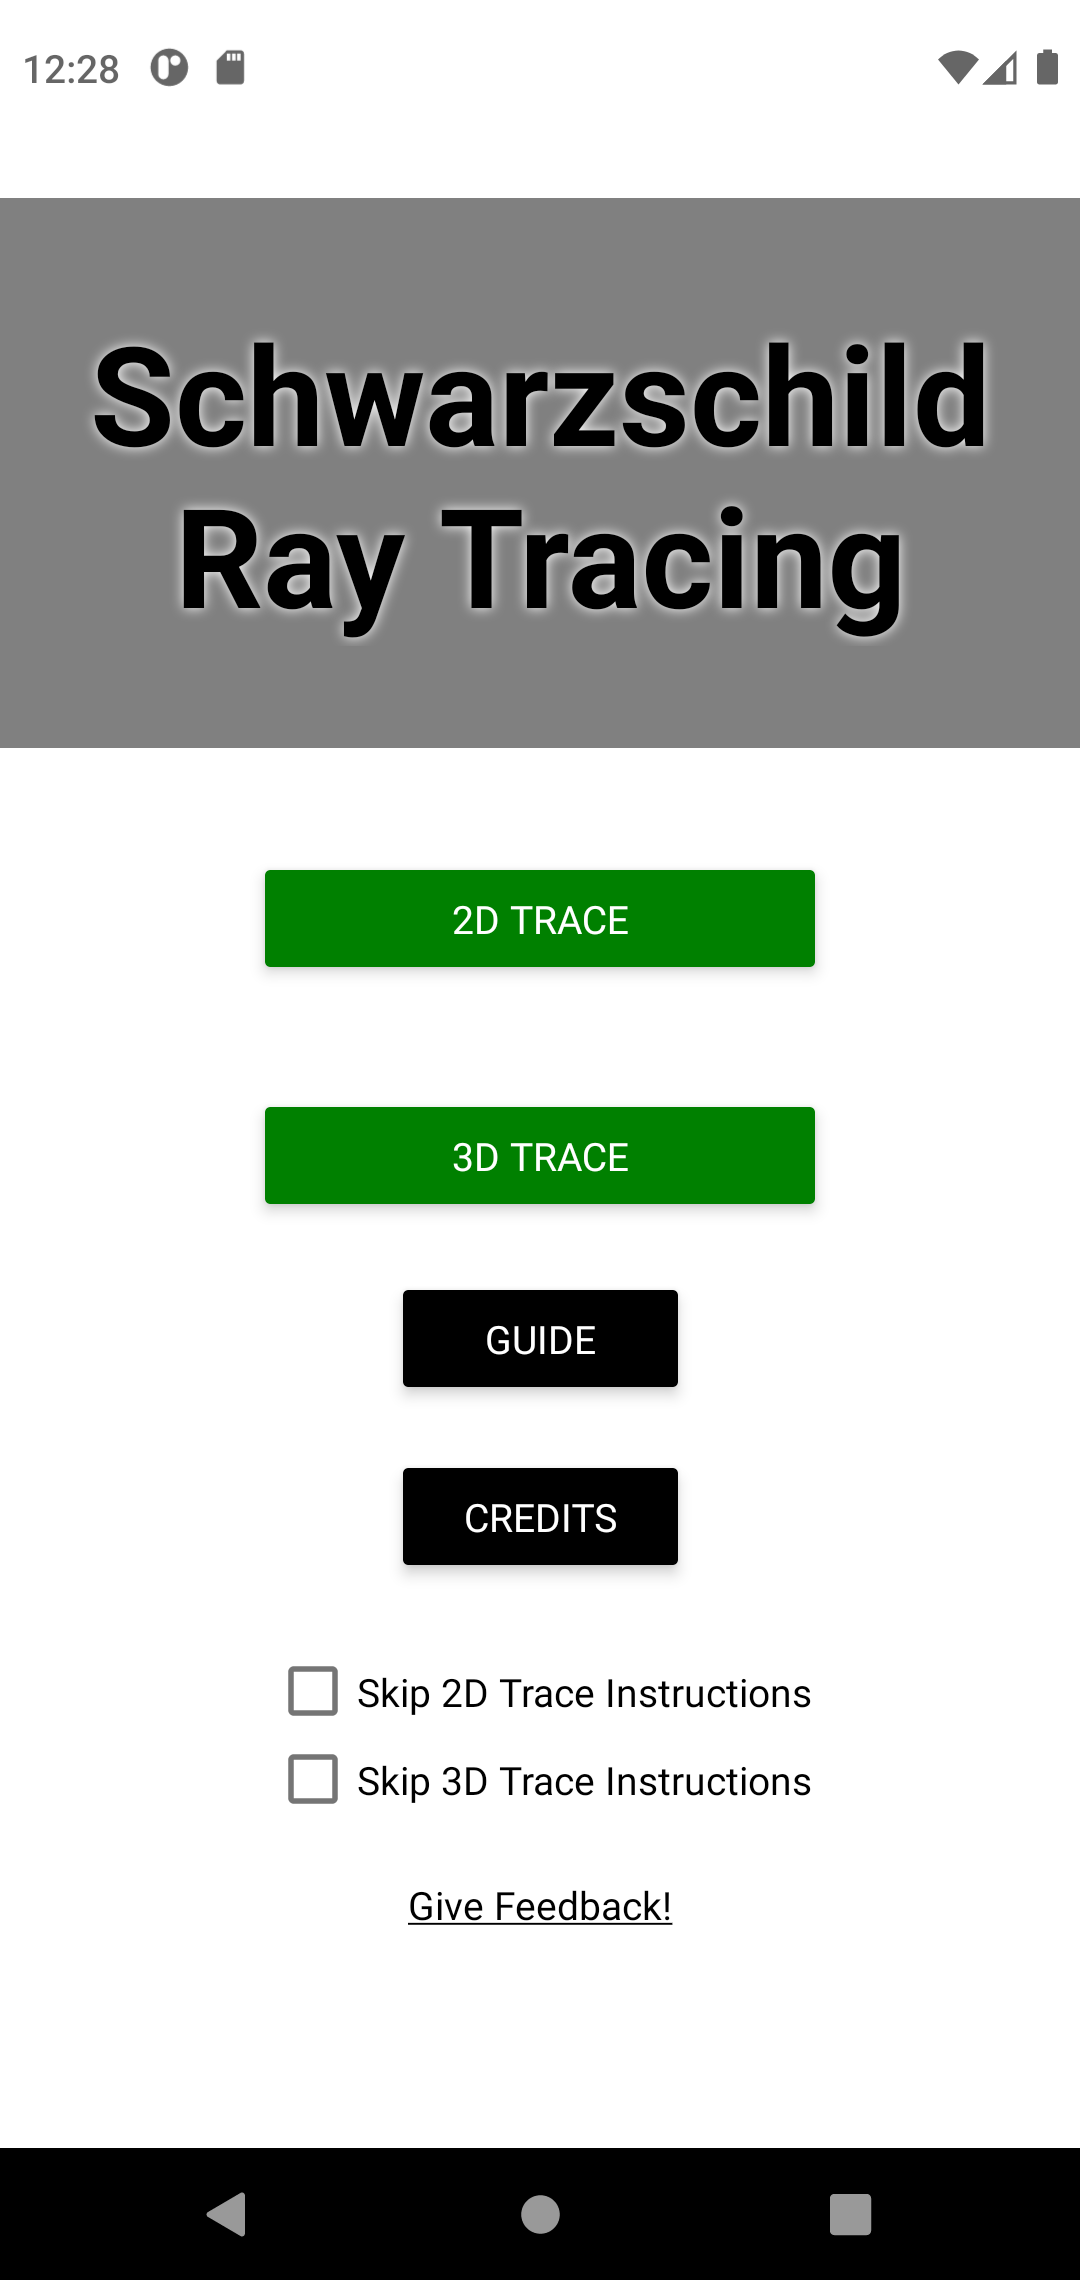 12:28
Schwarzschild
Ray Tracing
2D TRACE
3D TRACE
GUIDE
CREDITS
Skip 2D Trace Instructions
Skip 3D Trace Instructions
Give Feedback!